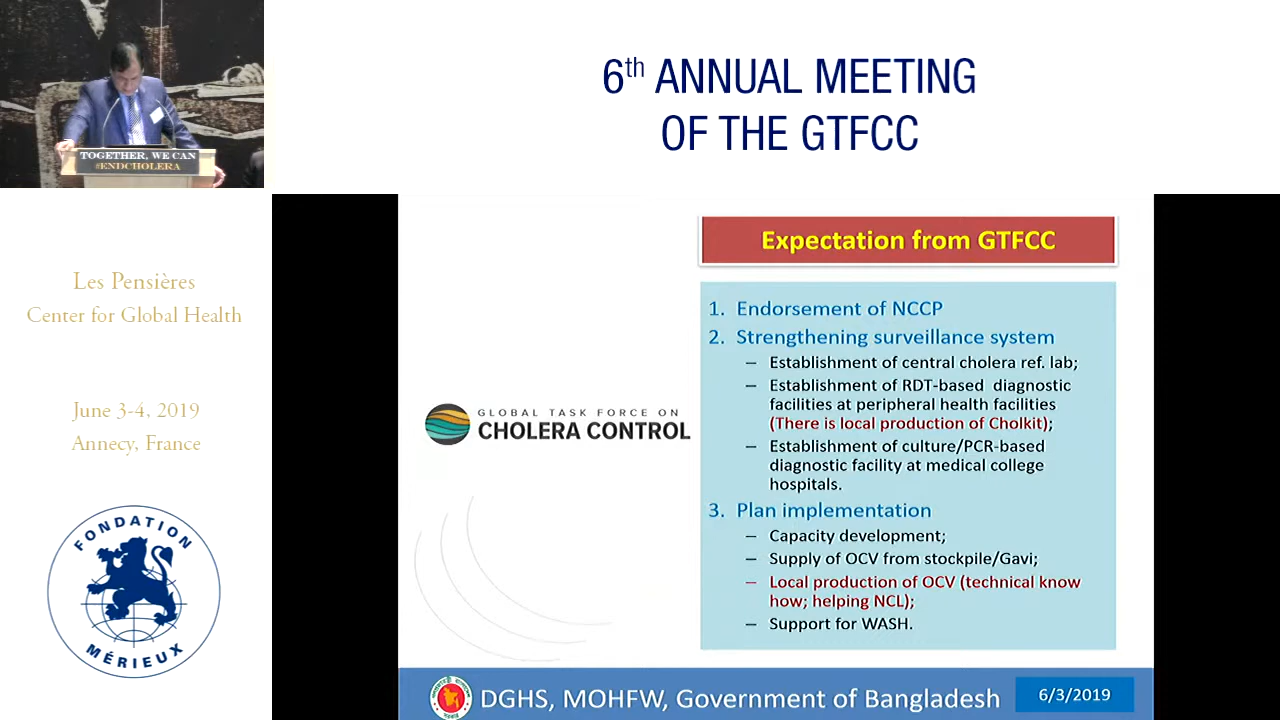 6th ANNUAL MEETING
OF THE GTFCC
TOGETHER, WE CAN
#ENDCHOLERA
Les Pensières
Center for Global Health
June 3-4, 2019
Annecy, France
FONDATION
MÉRIEUX
GLOBAL TASK FORCE ON
CHOLERA CONTROL
Expectation from GTFCC
1. Endorsement of NCCP
2. Strengthening surveillance system
– Establishment of central cholera ref. lab;
– Establishment of RDT-based diagnostic
facilities at peripheral health facilities
(There is local production of Cholkit);
– Establishment of culture/PCR-based
diagnostic facility at medical college
hospitals.
3. Plan implementation
– Capacity development;
– Supply of OCV from stockpile/Gavi;
– Local production of OCV (technical know
how; helping NCL);
– Support for WASH.
DGHS, MOHFW, Government of Bangladesh
6/3/2019